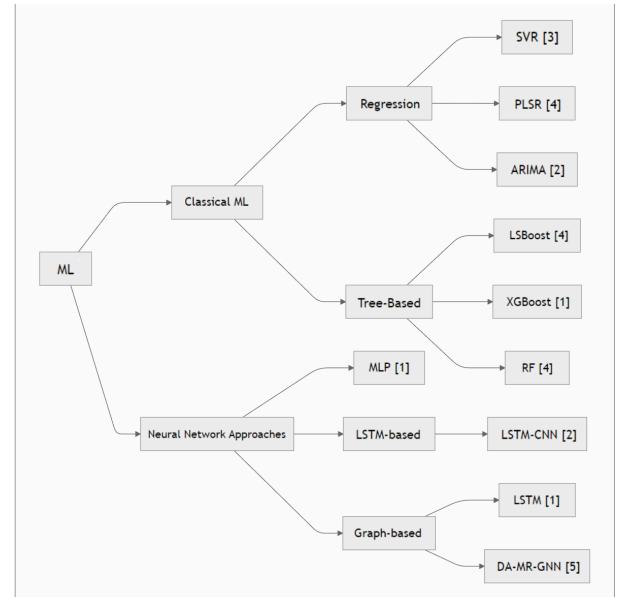 SVR [3]
Regression
PLSR [4]
ARIMA [2]
Classical ML
LSBoost [4]
ML
Tree-Based
XGBoost [1]
RF [4]
MLP [1]
Neural Network Approaches
LSTM-based
LSTM-CNN [2]
LSTM [1]
Graph-based
DA-MR-GNN [5]